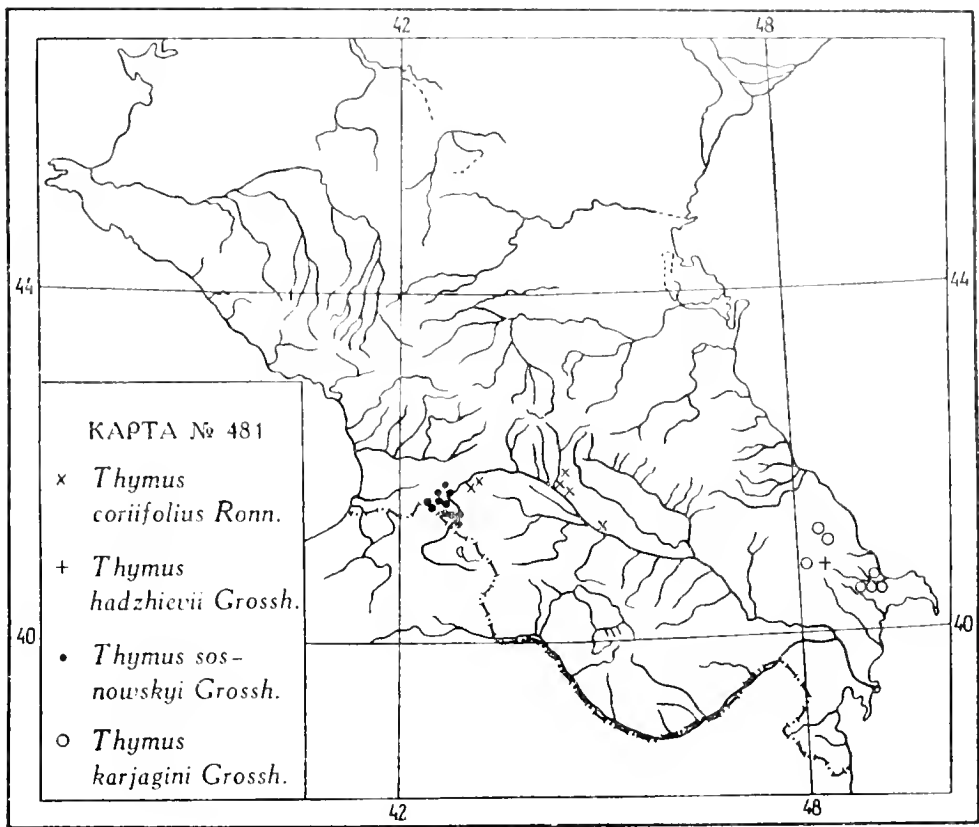 42 48
44 44
КАРТА № 481
× Thymus
coriifolius Ronn.
+ Thymus
hadzhievii Grossh.
40 40
• Thymus sos-
nowskyi Grossh.
○ Thymus
karjagini Grossh.
42 48